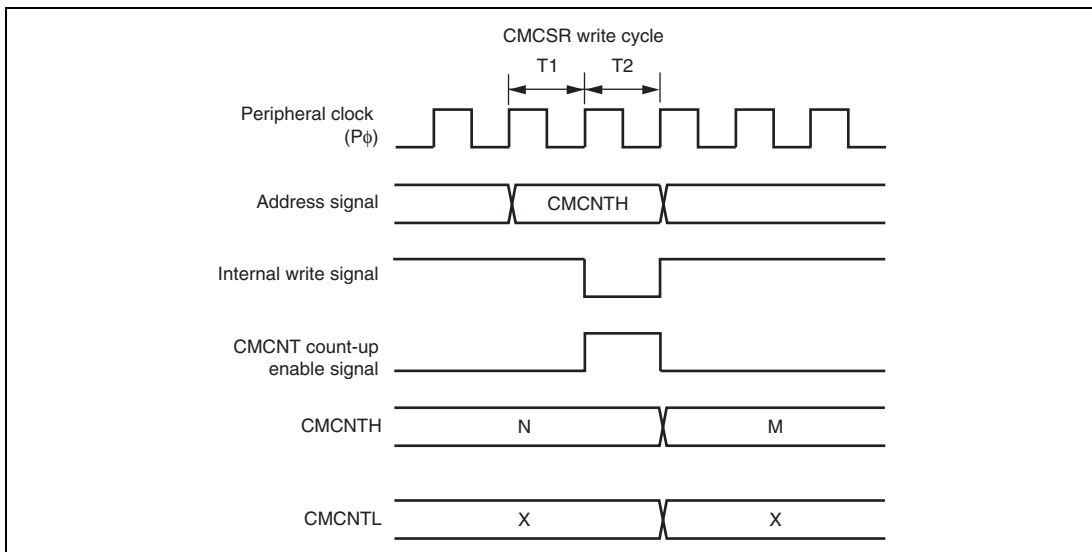 CMCSR write cycle
T1 T2
Peripheral clock
(Pϕ)
Address signal CMCNTH
Internal write signal
CMCNT count-up
enable signal
CMCNTH N M
CMCNTL X X